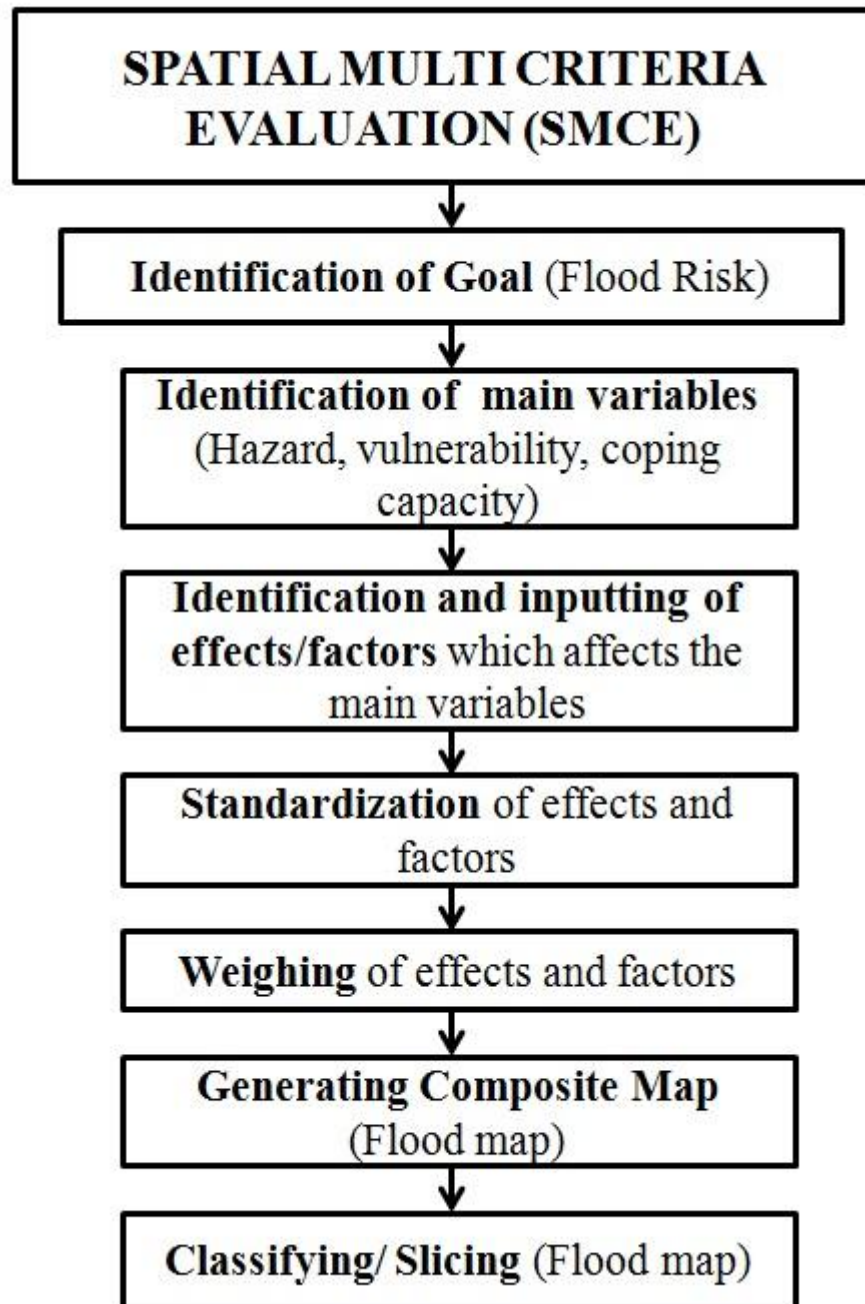 SPATIAL MULTI CRITERIA
EVALUATION (SMCE)
Identification of Goal (Flood Risk)
Identification of main variables
(Hazard, vulnerability, coping
capacity)
Identification and inputting of
effects/factors which affects the
main variables
Standardization of effects and
factors
Weighing of effects and factors
Generating Composite Map
(Flood map)
Classifying/ Slicing (Flood map)